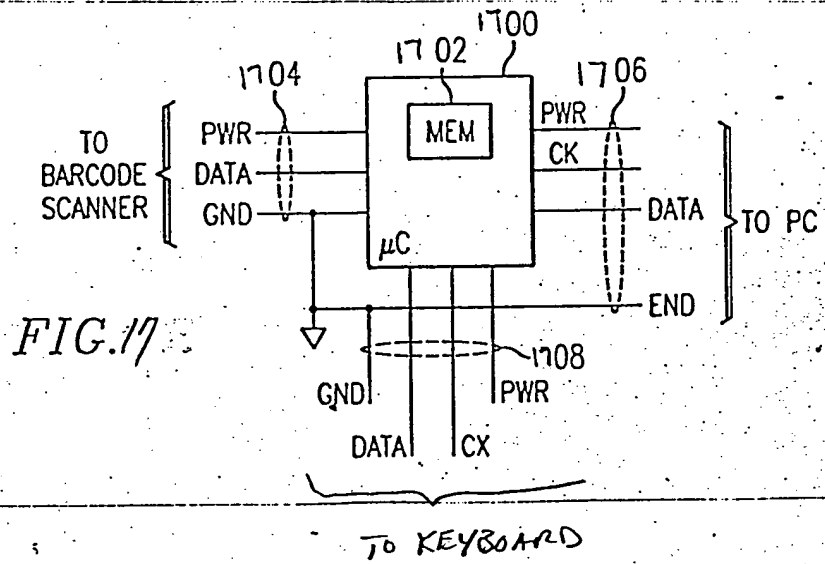 1700
1702
1704
1706
MEM
PWR
CK
DATA
END
TO PC
TO
BARCODE
SCANNER
PWR
DATA
GND
μC
FIG.17
1708
GND
PWR
DATA
CX
TO KEYBOARD